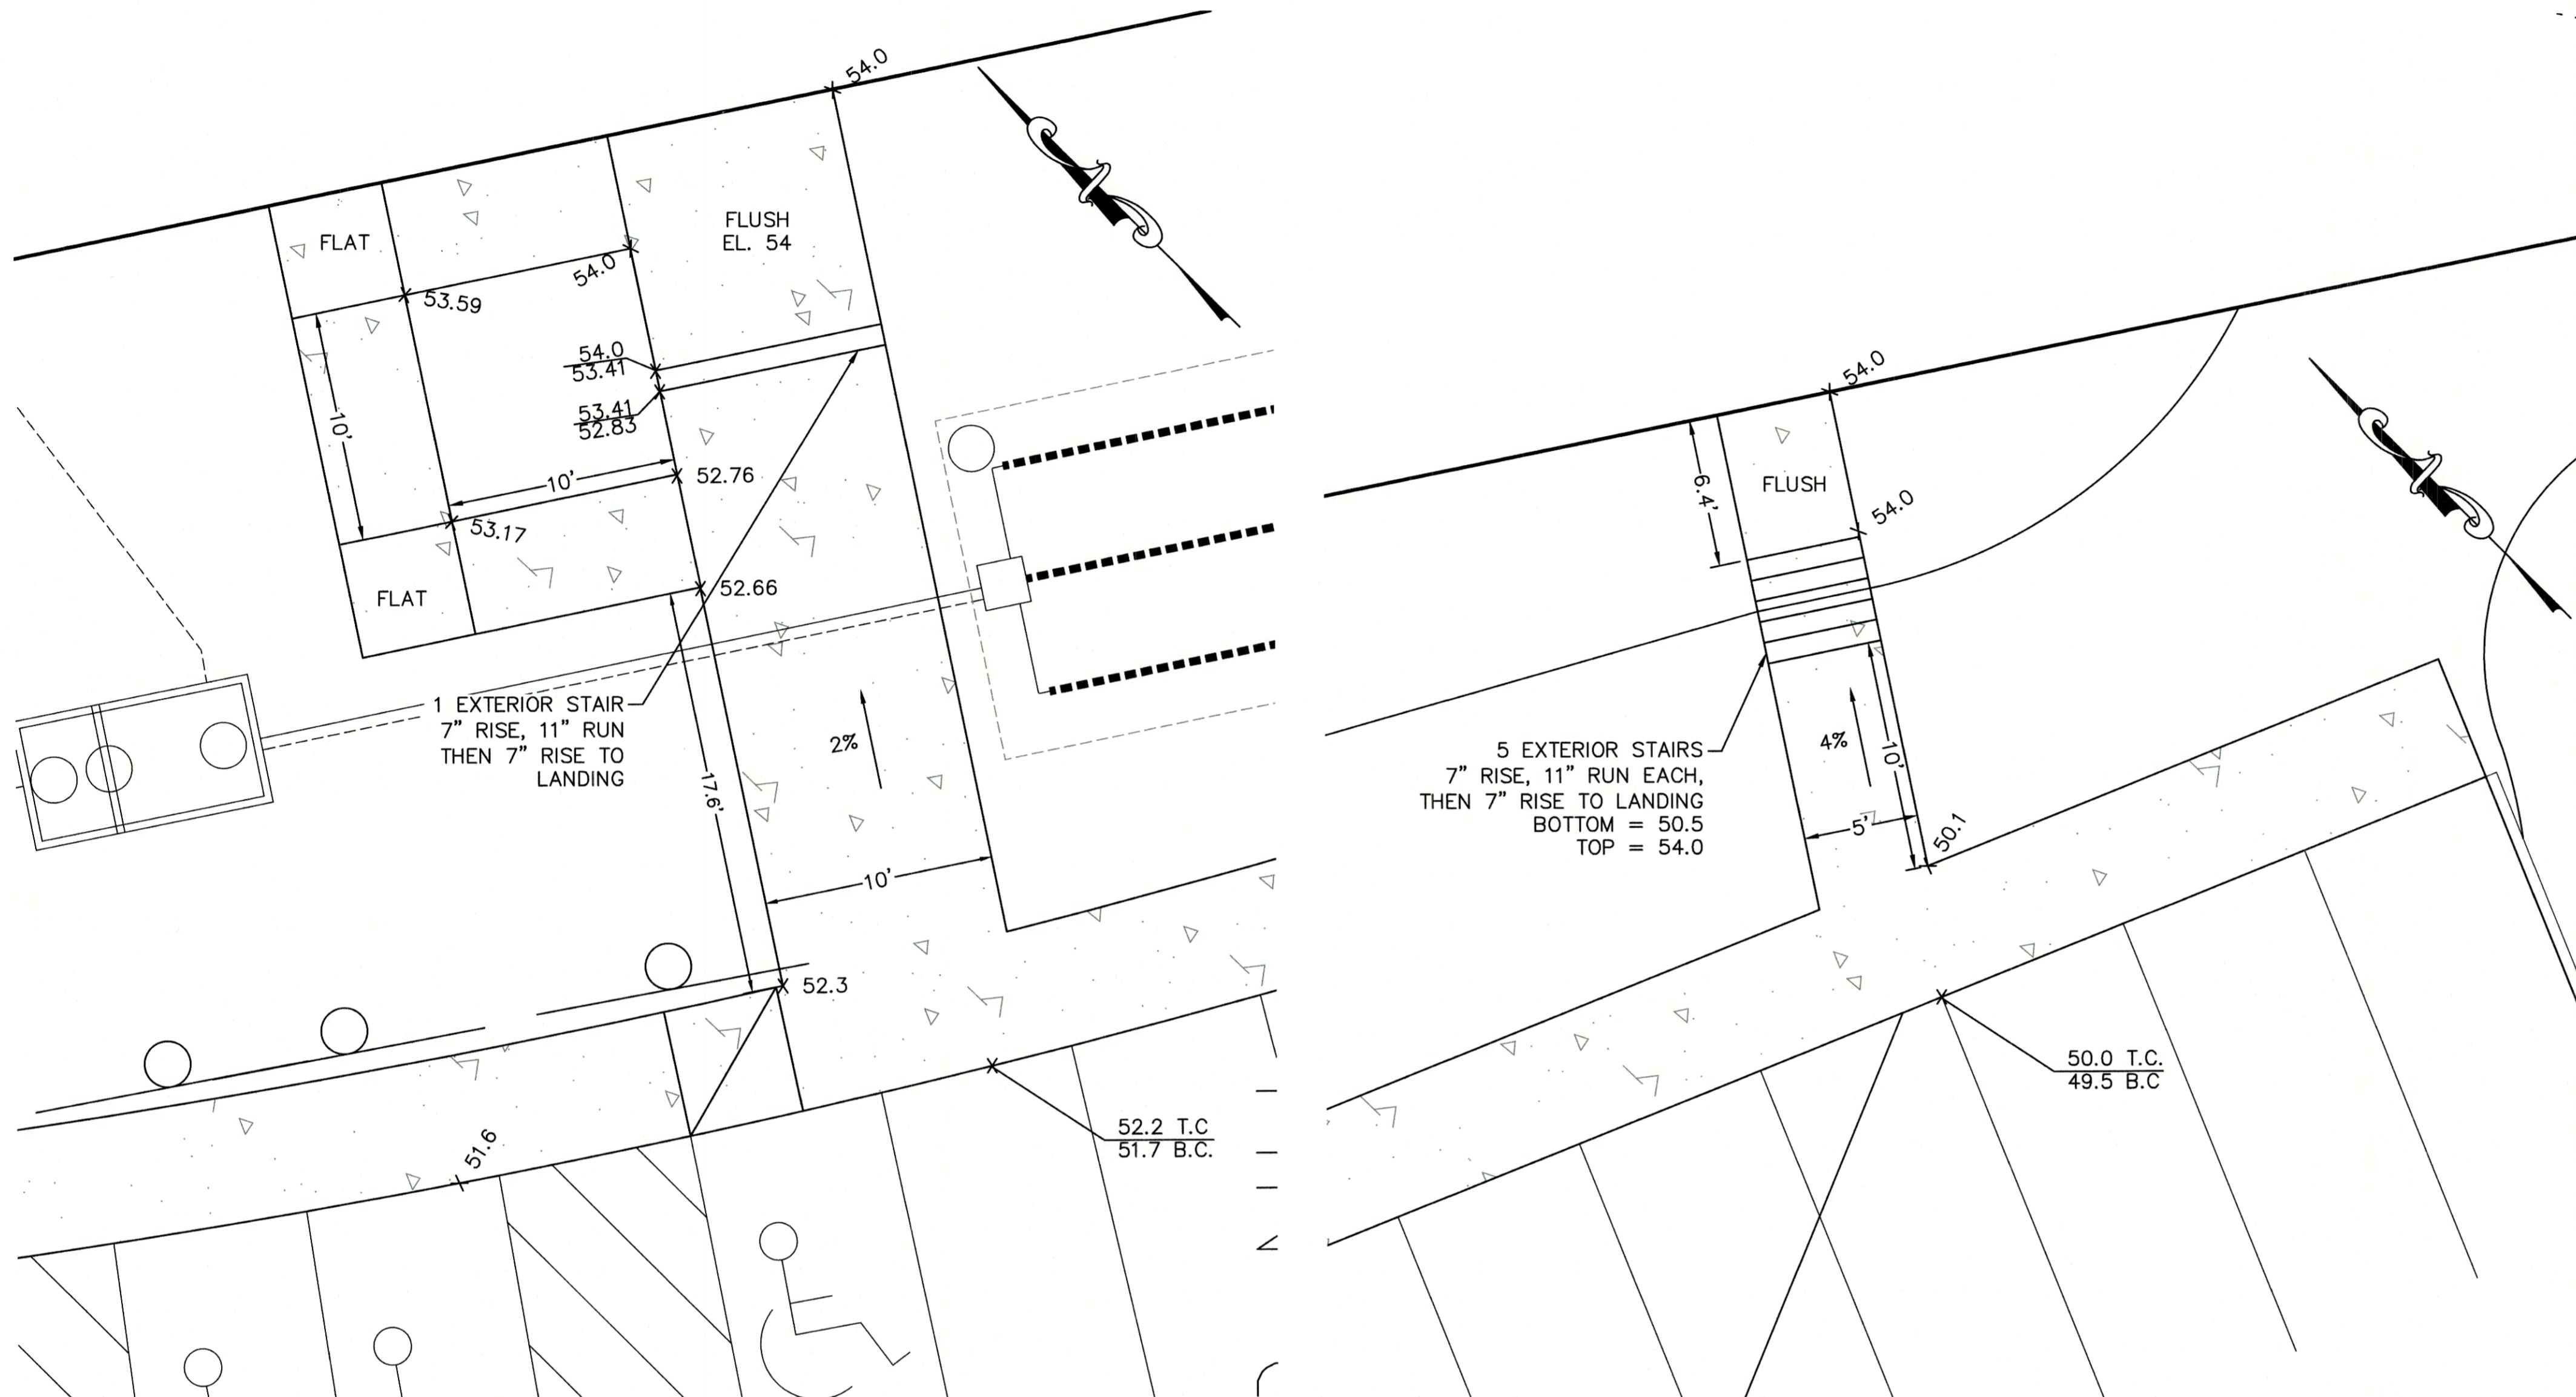 54.0
FLUSH
EL. 54
FLAT
54.0
53.59
54.0
53.41
53.41
52.83
10'
10'
52.76
53.17
52.66
FLAT
1 EXTERIOR STAIR
7” RISE, 11” RUN
THEN 7” RISE TO
LANDING
2%
17.6'
10'
52.3
51.6
52.2 T.C
51.7 B.C.
54.0
6.4'
FLUSH
54.0
5 EXTERIOR STAIRS
7” RISE, 11” RUN EACH,
THEN 7” RISE TO LANDING
BOTTOM = 50.5
TOP = 54.0
4%
10'
5'
50.1
50.0 T.C.
49.5 B.C